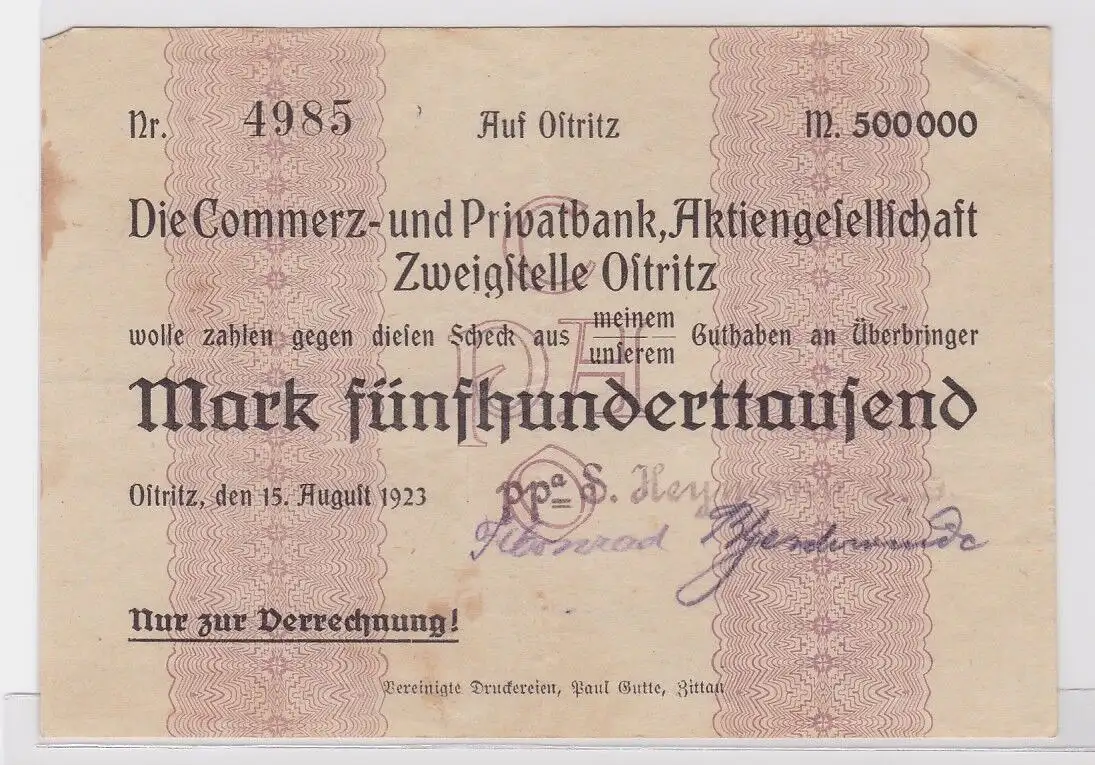 Nr. 4985 Auf Ostritz M. 500000
Die Commerz- und Privatbank, Aktiengesellschaft
Zweigstelle Ostritz
wolle zahlen gegen diesen Scheck aus meinem Guthaben an Überbringer
unserem
Mark fünfhunderttausend
Ostritz, den 15. August 1923
ppa S.
Konrad
Nur zur Verrechnung!
Vereinigte Druckereien, Paul Gutte, Zittau